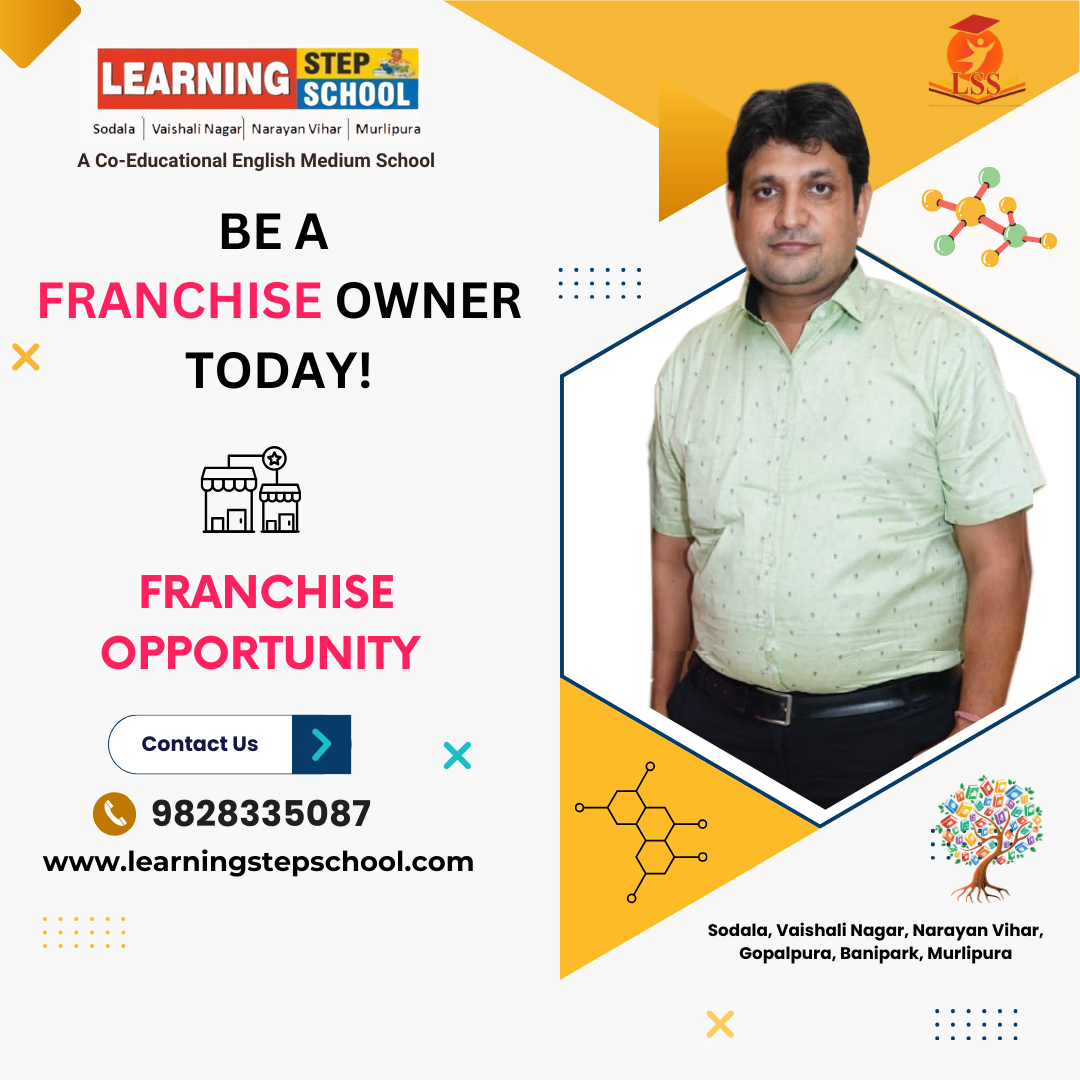 LEARNING STEP SCHOOL
Sodala | Vaishali Nagar | Narayan Vihar | Murlipura
A Co-Educational English Medium School
LSS
BE A
FRANCHISE OWNER
TODAY!
FRANCHISE
OPPORTUNITY
Contact Us
9828335087
www.learningstepschool.com
Sodala, Vaishali Nagar, Narayan Vihar,
Gopalpura, Banipark, Murlipura